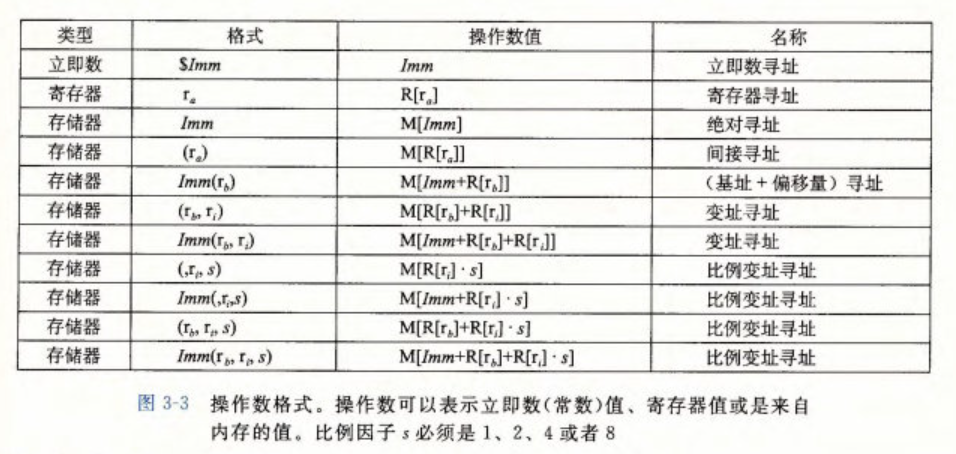 类型 格式 操作数值 名称
立即数 $Imm Imm 立即数寻址
寄存器 rₐ R[rₐ] 寄存器寻址
存储器 Imm M[Imm] 绝对寻址
存储器 (rₐ) M[R[rₐ]] 间接寻址
存储器 Imm(r_b) M[Imm+R[r_b]] （基址+偏移量）寻址
存储器 (r_b, r_i) M[R[r_b]+R[r_i]] 变址寻址
存储器 Imm(r_b, r_i) M[Imm+R[r_b]+R[r_i]] 变址寻址
存储器 (,r_i, s) M[R[r_i]·s] 比例变址寻址
存储器 Imm(,r_i,s) M[Imm+R[r_i]·s] 比例变址寻址
存储器 (r_b, r_i, s) M[R[r_b]+R[r_i]·s] 比例变址寻址
存储器 Imm(r_b, r_i, s) M[Imm+R[r_b]+R[r_i]·s] 比例变址寻址
图 3-3 操作数格式。操作数可以表示立即数(常数)值、寄存器值或是来自
内存的值。比例因子 s 必须是 1、2、4 或者 8